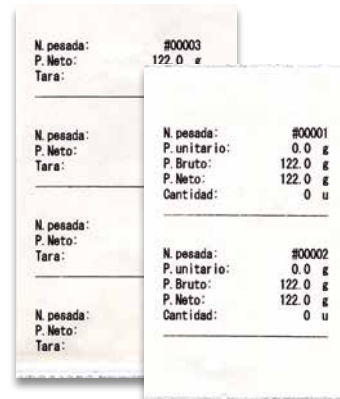 N. pesada: #00003
P. Neto: 122.0 g
Tara:
N. pesada:
P. Neto:
Tara:
N. pesada:
P. Neto:
Tara:
N. pesada:
P. Neto:
Tara:
N. pesada: #00001
P. unitario: 0.0 g
P. Bruto: 122.0 g
P. Neto: 122.0 g
Cantidad: 0 u
N. pesada: #00002
P. unitario: 0.0 g
P. Bruto: 122.0 g
P. Neto: 122.0 g
Cantidad: 0 u